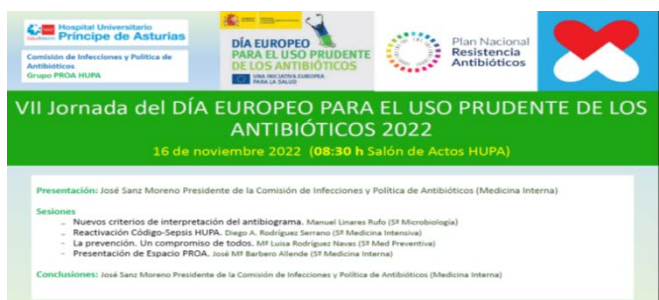 Hospital Universitario
Príncipe de Asturias
Comisión de Infecciones y Política de
Antibióticos
Grupo PROA HUPA
DÍA EUROPEO
PARA EL USO PRUDENTE
DE LOS ANTIBIÓTICOS
UNA INICIATIVA EUROPEA
PARA LA SALUD
Plan Nacional
Resistencia
Antibióticos
VII Jornada del DÍA EUROPEO PARA EL USO PRUDENTE DE LOS
ANTIBIÓTICOS 2022
16 de noviembre 2022 (08:30 h Salón de Actos HUPA)
Presentación: José Sanz Moreno Presidente de la Comisión de Infecciones y Política de Antibióticos (Medicina Interna)
Sesiones
- Nuevos criterios de interpretación del antibiograma. Manuel Linares Rufo (Sº Microbiología)
- Reactivación Código-Sepsis HUPA. Diego A. Rodríguez Serrano (Sº Medicina Intensiva)
- La prevención. Un compromiso de todos. Mª Luisa Rodríguez Navas (Sº Med Preventiva)
- Presentación de Espacio PROA. José Mª Barbero Allende (Sº Medicina Interna)
Conclusiones: José Sanz Moreno Presidente de la Comisión de Infecciones y Política de Antibióticos (Medicina Interna)